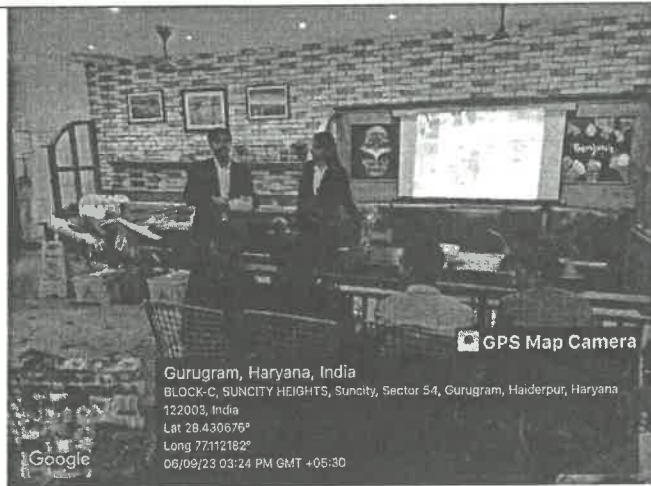 GPS Map Camera
Gurugram, Haryana, India
BLOCK-C, SUNCITY HEIGHTS, Suncity, Sector 54, Gurugram, Haiderpur, Haryana
122003, India
Lat 28.430676°
Long 77.112182°
06/09/23 03:24 PM GMT +05:30
Google